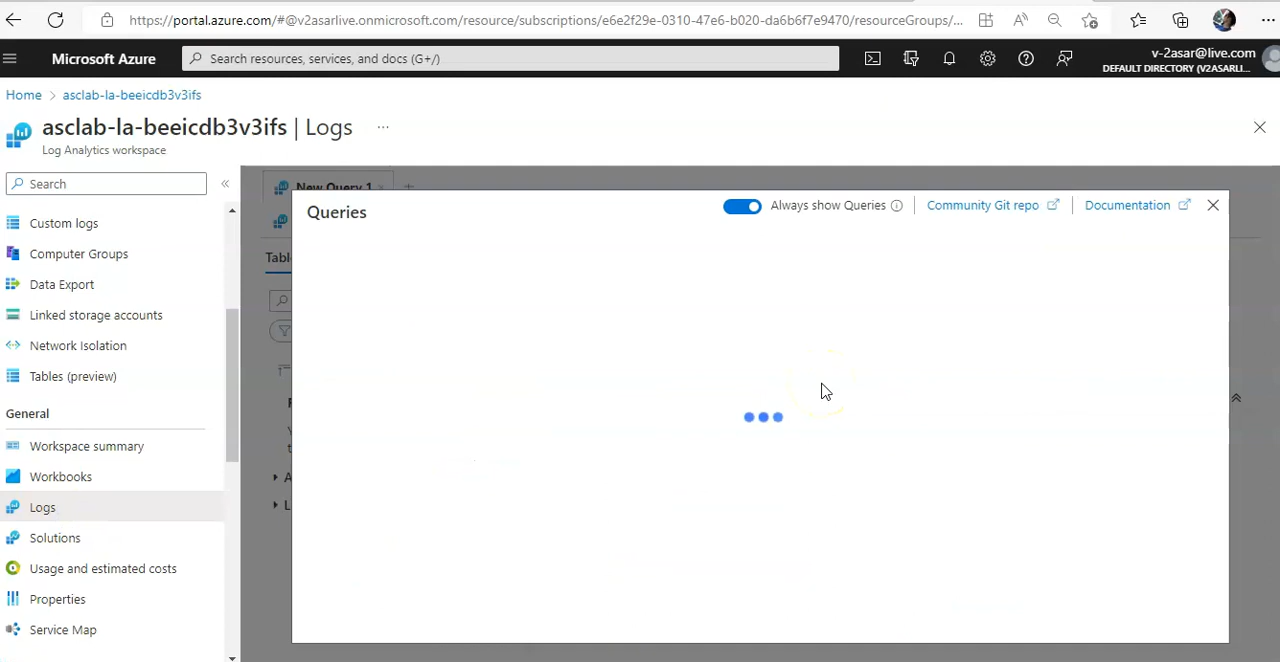 https://portal.azure.com/#@v2asarlive.onmicrosoft.com/resource/subscriptions/e6e2f29e-0310-47e6-b020-da6b6f7e9470/resourceGroups/...
Microsoft Azure
Search resources, services, and docs (G+/)
v-2asar@live.com
DEFAULT DIRECTORY (V2ASARLI...
Home > asclab-la-beeicdb3v3ifs
asclab-la-beeicdb3v3ifs | Logs ...
Log Analytics workspace
Search
«
Custom logs
Computer Groups
Data Export
Linked storage accounts
Network Isolation
Tables (preview)
General
Workspace summary
Workbooks
Logs
Solutions
Usage and estimated costs
Properties
Service Map
New Query 1
Queries
Always show Queries
Community Git repo
Documentation